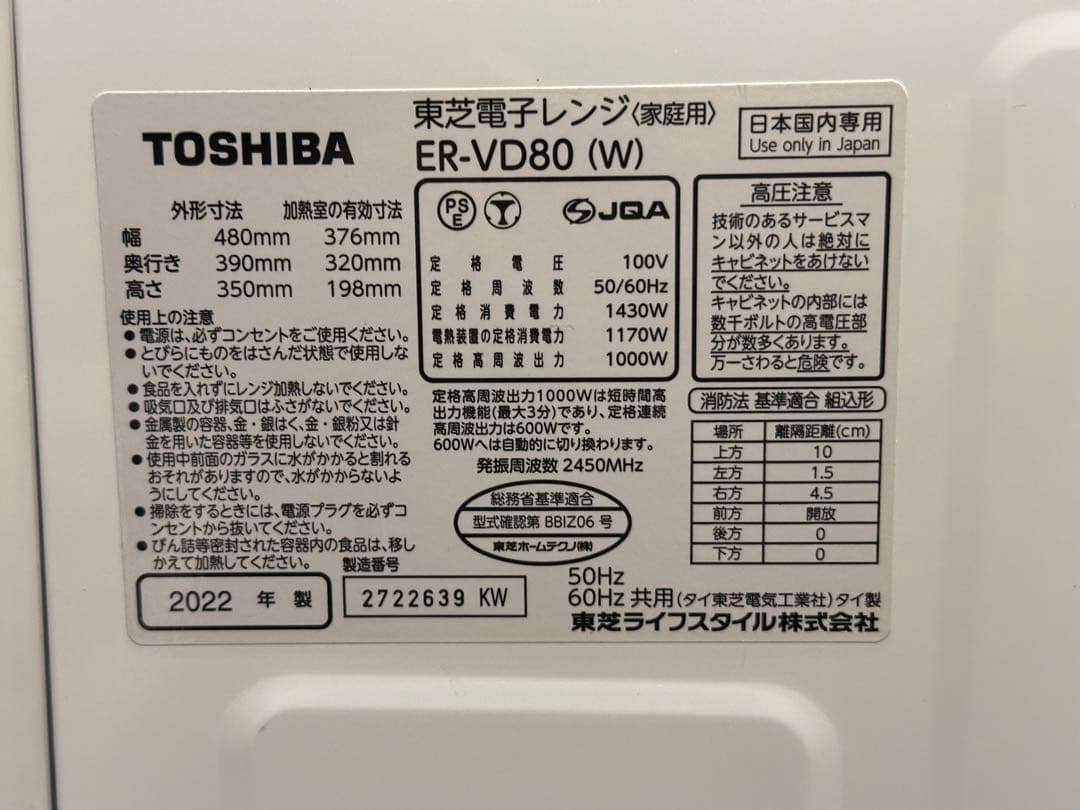 TOSHIBA
東芝電子レンジ〈家庭用〉
ER-VD80 (W)
日本国内専用
Use only in Japan
外形寸法 加熱室の有効寸法
幅 480mm 376mm
奥行き 390mm 320mm
高さ 350mm 198mm
使用上の注意
●電源は、必ずコンセントをご使用ください。
●とびらにものをはさんだ状態で使用しな
いでください。
●食品を入れずにレンジ加熱しないでください。
●吸気口及び排気口はふさがないでください。
●金属製の容器、金・銀はく、金・銀粉又は針
金を用いた容器等を使用しないでください。
●使用中前面のガラスに水がかかると割れる
おそれがありますので、水がかからないよ
うにしてください。
●掃除をするときには、電源プラグを必ずコ
ンセントから抜いてください。
●びん詰等密封された容器内の食品は、移し
かえて加熱してください。
PS
E
JQA
定格電圧 100V
定格周波数 50/60Hz
定格消費電力 1430W
電熱装置の定格消費電力 1170W
定格高周波出力 1000W
定格高周波出力1000Wは短時間高
出力機能(最大3分)であり、定格連続
高周波出力は600Wです。
600Wへは自動的に切り換わります。
発振周波数 2450MHz
総務省基準適合
型式確認第 BBIZ06 号
東芝ホームテクノ(株)
高圧注意
技術のあるサービスマ
ン以外の人は絶対に
キャビネットをあけない
でください。
キャビネットの内部には
数千ボルトの高電圧部
分が数多くあります。
万一さわると危険です。
消防法 基準適合 組込形
場所 離隔距離(cm)
上方 10
左方 1.5
右方 4.5
前方 開放
後方 0
下方 0
2022 年 製
製造番号
2722639 KW
50Hz
60Hz 共用(タイ東芝電気工業社)タイ製
東芝ライフスタイル株式会社